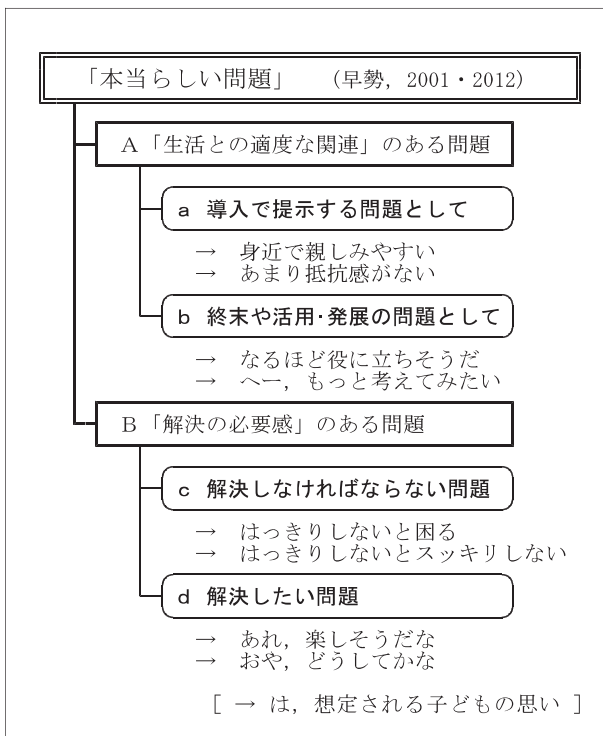 「本当らしい問題」　（早勢，2001・2012）
Ａ「生活との適度な関連」のある問題
ａ 導入で提示する問題として
→　身近で親しみやすい
→　あまり抵抗感がない
ｂ 終末や活用・発展の問題として
→　なるほど役に立ちそうだ
→　へー，もっと考えてみたい
Ｂ「解決の必要感」のある問題
ｃ 解決しなければならない問題
→　はっきりしないと困る
→　はっきりしないとスッキリしない
ｄ 解決したい問題
→　あれ，楽しそうだな
→　おや，どうしてかな
［ → は，想定される子どもの思い ］